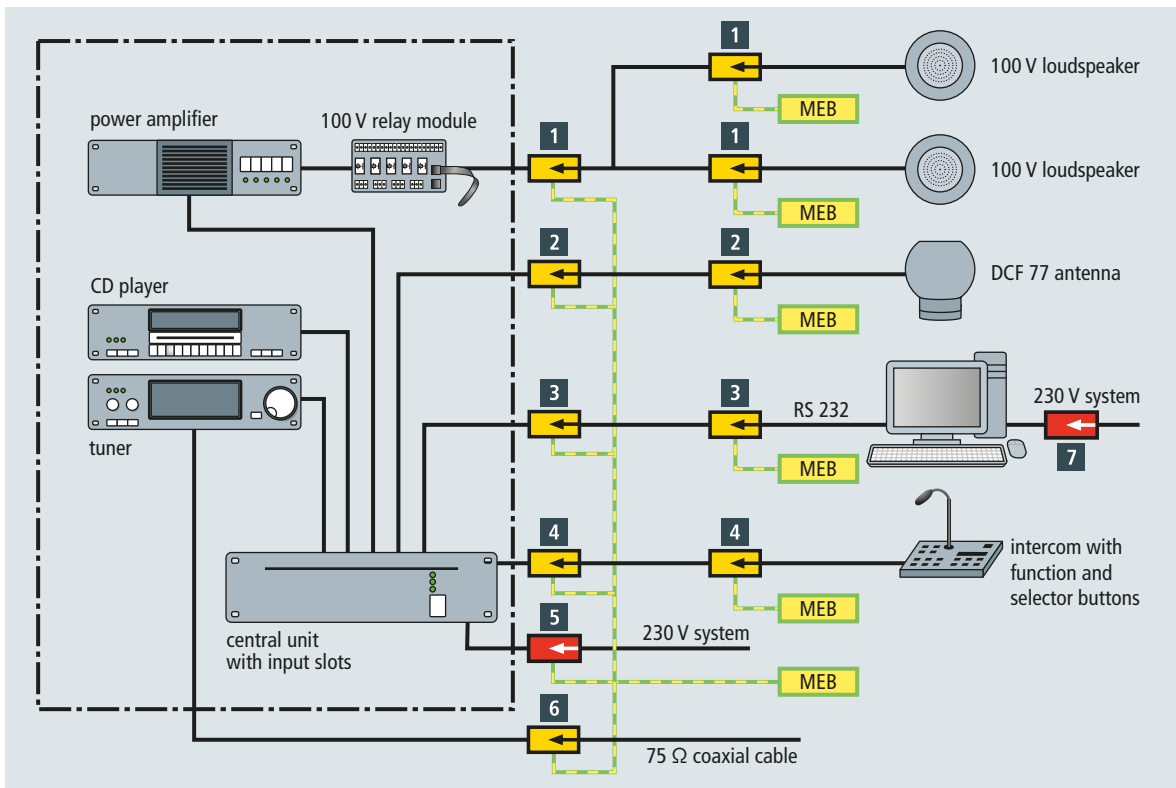 1
100 V loudspeaker
MEB
power amplifier
100 V relay module
1
1
100 V loudspeaker
MEB
2
2
DCF 77 antenna
MEB
CD player
tuner
3
3
RS 232
230 V system
7
MEB
4
4
intercom with
function and
selector buttons
MEB
central unit
with input slots
5
230 V system
MEB
6
75 Ω coaxial cable